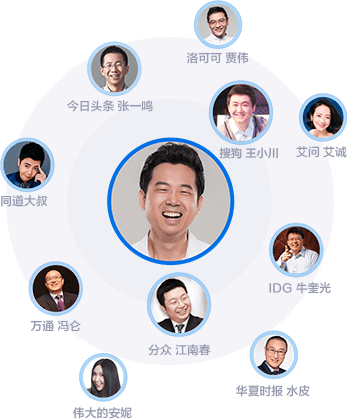 洛可可 贾伟
今日头条 张一鸣
搜狗 王小川
艾问 艾诚
同道大叔
IDG 牛奎光
万通 冯仑
分众 江南春
华夏时报 水皮
伟大的安妮